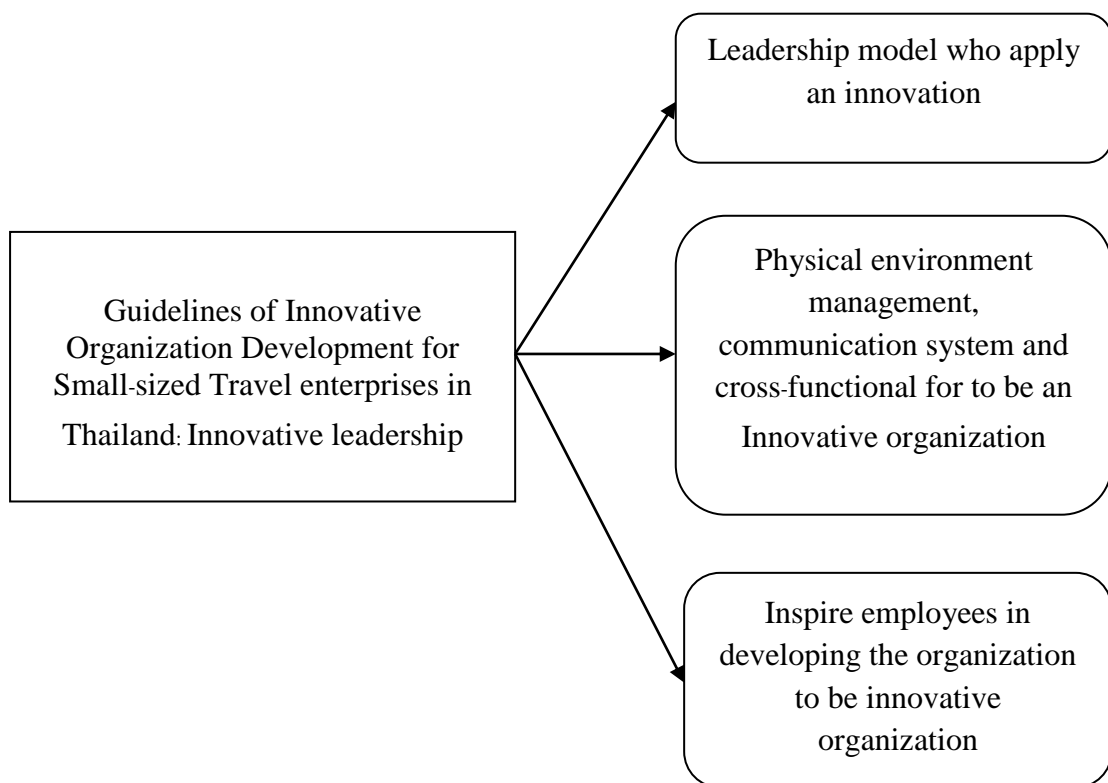 Leadership model who apply
an innovation
Guidelines of Innovative
Organization Development for
Small-sized Travel enterprises in
Thailand: Innovative leadership
Physical environment
management,
communication system and
cross-functional for to be an
Innovative organization
Inspire employees in
developing the organization
to be innovative
organization